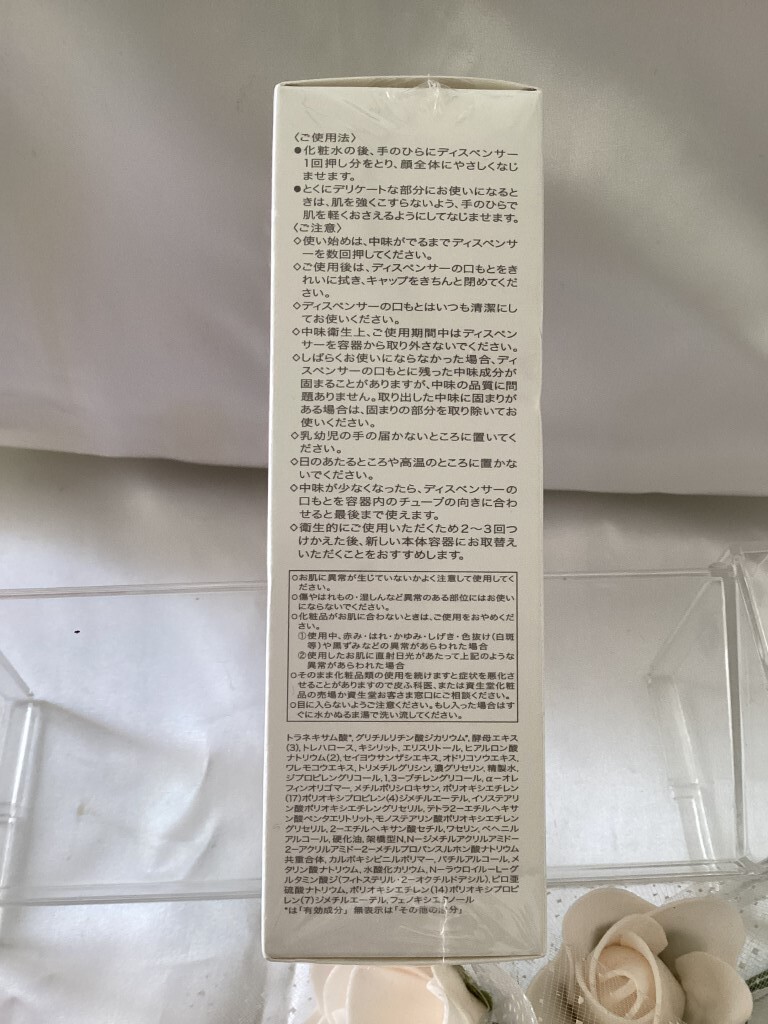 〈ご使用法〉
●化粧水の後、手のひらにディスペンサー
1回押し分をとり、顔全体にやさしくなじ
ませます。
●とくにデリケートな部分にお使いになると
きは、肌を強くこすらないよう、手のひらで
肌を軽くおさえるようにしてなじませます。
〈ご注意〉
◇使い始めは、中味がでるまでディスペンサ
ーを数回押してください。
◇ご使用後は、ディスペンサーの口もとをき
れいに拭き、キャップをきちんと閉めてくだ
さい。
◇ディスペンサーの口もとはいつも清潔にし
てお使いください。
◇中味衛生上、ご使用期間中はディスペン
サーを容器から取り外さないでください。
◇しばらくお使いにならなかった場合、ディ
スペンサーの口もとに残った中味成分が
固まることがありますが、中味の品質に問
題ありません。取り出した中味に固まりが
ある場合は、固まりの部分を取り除いてお
使いください。
◇乳幼児の手の届かないところに置いてく
ださい。
◇日のあたるところや高温のところに置かな
いでください。
◇中味が少なくなったら、ディスペンサーの
口もとを容器内のチューブの向きに合わ
せると最後まで使えます。
◇衛生的にご使用いただくため2〜3回つ
けかえた後、新しい本体容器にお取替え
いただくことをおすすめします。
○お肌に異常が生じていないかよく注意して使用してく
ださい。
○傷やはれもの・湿しんなど異常のある部位にはお使い
にならないでください。
○化粧品がお肌に合わないときは、ご使用をおやめくだ
さい。
①使用中、赤み・はれ・かゆみ・しげき・色抜け(白斑
等)や黒ずみなどの異常があらわれた場合
②使用したお肌に直射日光があたって上記のような
異常があらわれた場合
○そのまま化粧品類の使用を続けますと症状を悪化さ
せることがありますので皮ふ科医、または資生堂化粧
品の売場か資生堂お客さま窓口にご相談ください。
○目に入らないようご注意ください。もし入った場合はす
ぐに水かぬるま湯で洗い流してください。
トラネキサム酸*,グリチルリチン酸ジカリウム*,酵母エキス
(3),トレハロース,キシリット,エリスリトール,ヒアルロン酸
ナトリウム(2),セイヨウサンザシエキス,オドリコソウエキス,
ワレモコウエキス,トリメチルグリシン,濃グリセリン,精製水,
ジプロピレングリコール,1,3-ブチレングリコール,α-オレ
フィンオリゴマー,メチルポリシロキサン,ポリオキシエチレン
(17)ポリオキシプロピレン(4)ジメチルエーテル,イソステアリ
ン酸ポリオキシエチレングリセリル,テトラ2-エチルヘキサ
ン酸ペンタエリトリット,モノステアリン酸ポリオキシエチレン
グリセリル,2-エチルヘキサン酸セチル,ワセリン,ベヘニル
アルコール,硬化油,架橋型N,N-ジメチルアクリルアミド-
2-アクリルアミド-2-メチルプロパンスルホン酸ナトリウム
共重合体,カルボキシビニルポリマー,バチルアルコール,メ
タリン酸ナトリウム,水酸化カリウム,N-ラウロイル-L-グ
ルタミン酸ジ(フィトステリル・2-オクチルドデシル),ピロ亜
硫酸ナトリウム,ポリオキシエチレン(14)ポリオキシプロピ
レン(7)ジメチルエーテル,フェノキシエタノール
*は「有効成分」 無表示は「その他の成分」